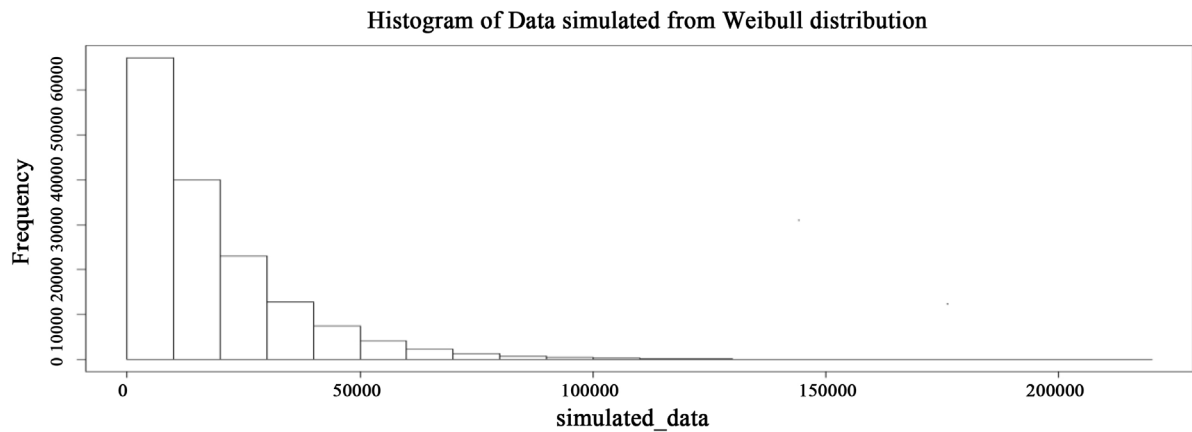 Histogram of Data simulated from Weibull distribution
Frequency
0 10000 20000 30000 40000 50000 60000
0 50000 100000 150000 200000
simulated_data